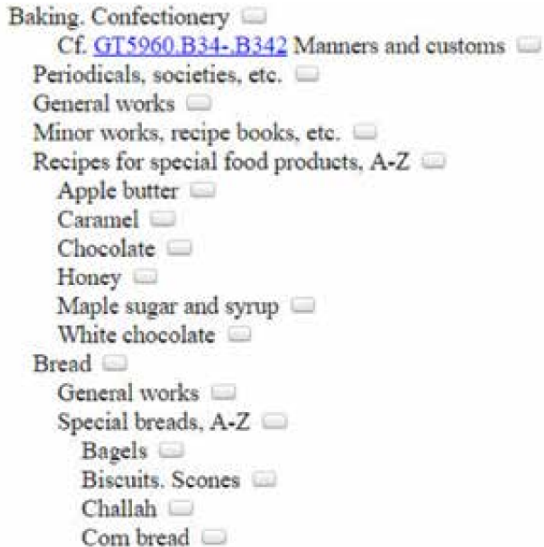 Baking. Confectionery
Cf. GT5960.B34-.B342 Manners and customs
Periodicals, societies, etc.
General works
Minor works, recipe books, etc.
Recipes for special food products, A-Z
Apple butter
Caramel
Chocolate
Honey
Maple sugar and syrup
White chocolate
Bread
General works
Special breads, A-Z
Bagels
Biscuits. Scones
Challah
Corn bread